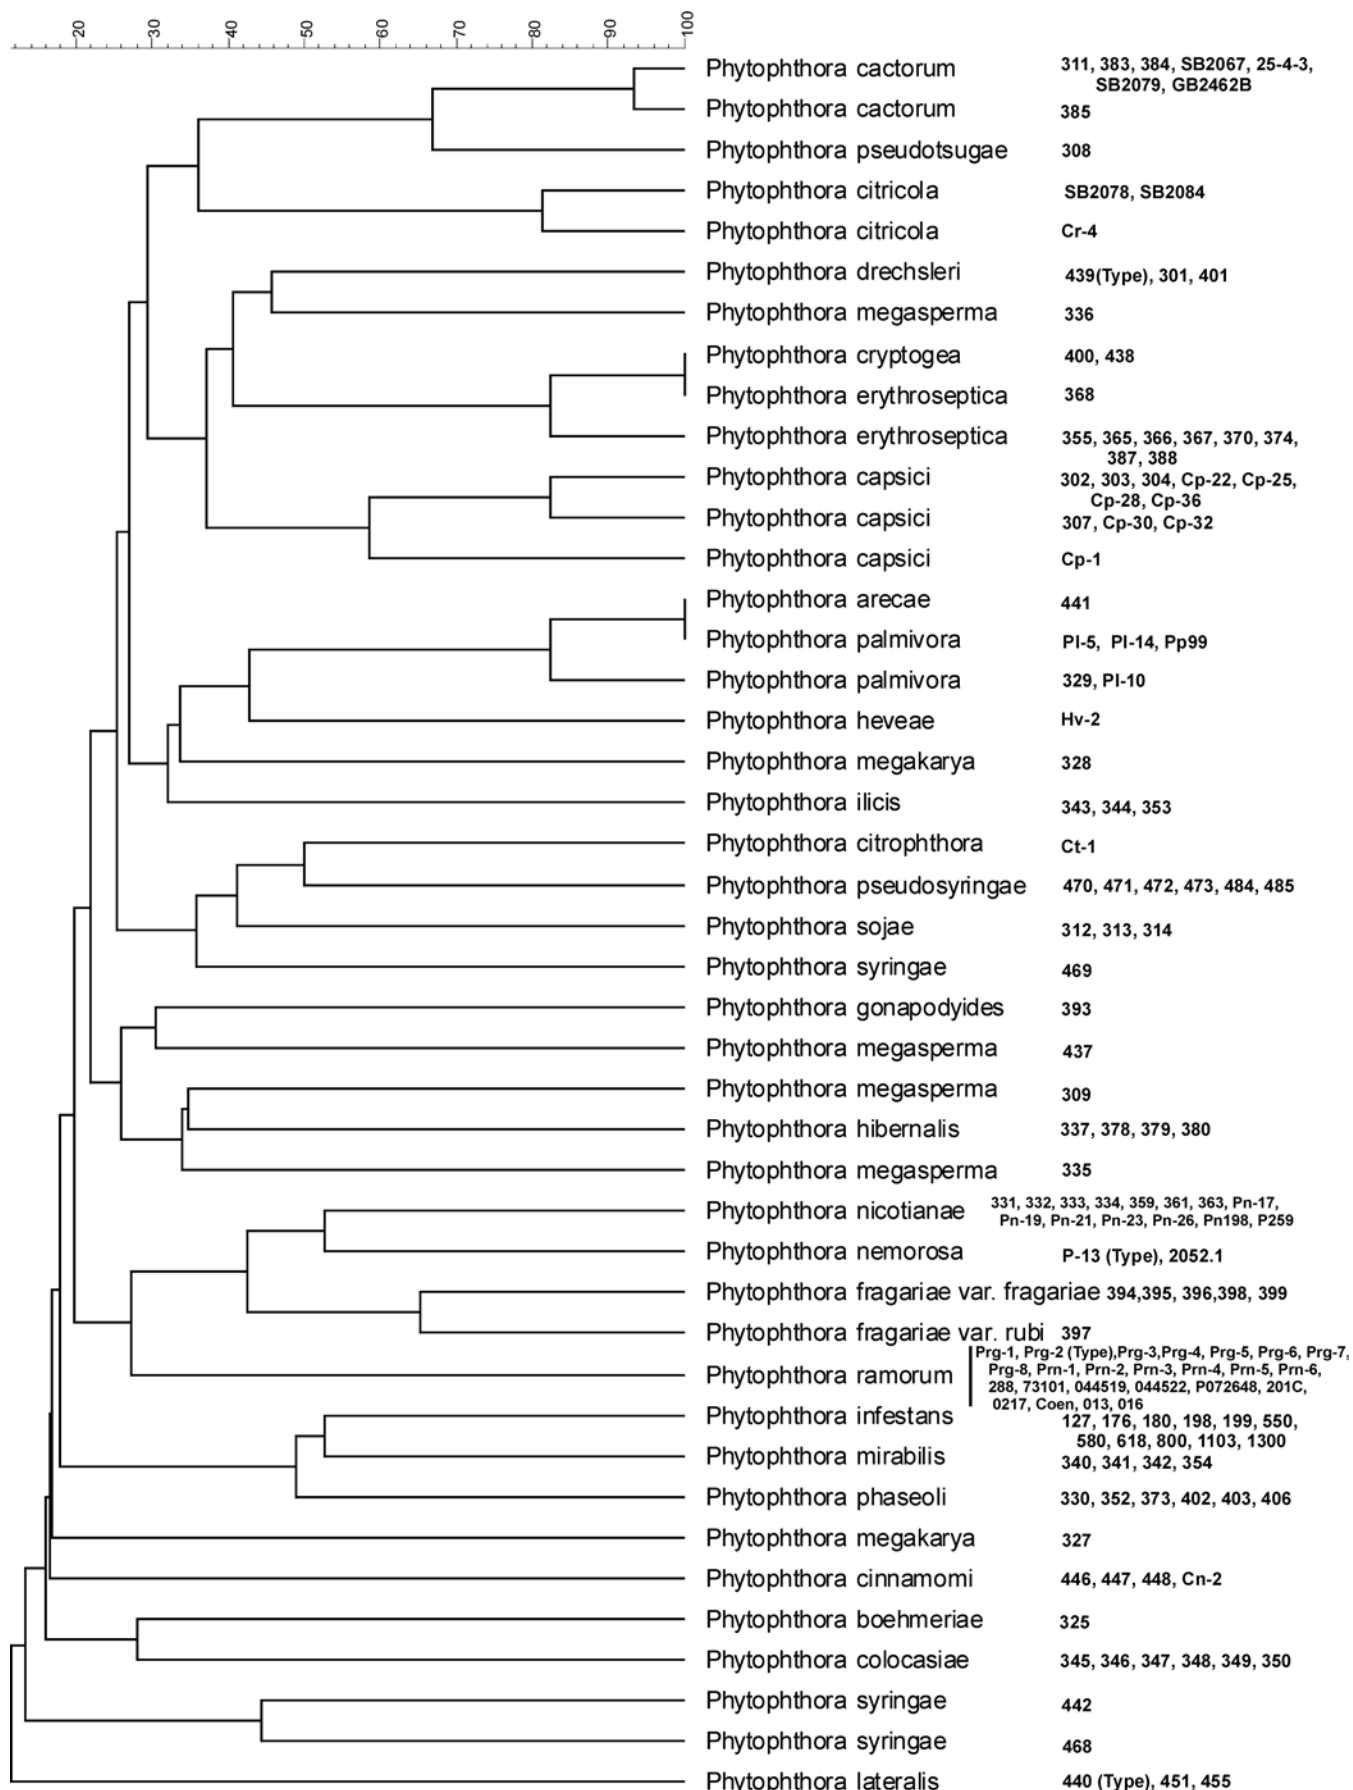 20 30 40 50 60 70 80 90 100
Phytophthora cactorum 311, 383, 384, SB2067, 25-4-3,
SB2079, GB2462B
Phytophthora cactorum 385
Phytophthora pseudotsugae 308
Phytophthora citricola SB2078, SB2084
Phytophthora citricola Cr-4
Phytophthora drechsleri 439(Type), 301, 401
Phytophthora megasperma 336
Phytophthora cryptogea 400, 438
Phytophthora erythroseptica 368
Phytophthora erythroseptica 355, 365, 366, 367, 370, 374,
387, 388
Phytophthora capsici 302, 303, 304, Cp-22, Cp-25,
Cp-28, Cp-36
Phytophthora capsici 307, Cp-30, Cp-32
Phytophthora capsici Cp-1
Phytophthora arecae 441
Phytophthora palmivora Pl-5, Pl-14, Pp99
Phytophthora palmivora 329, Pl-10
Phytophthora heveae Hv-2
Phytophthora megakarya 328
Phytophthora ilicis 343, 344, 353
Phytophthora citrophthora Ct-1
Phytophthora pseudosyringae 470, 471, 472, 473, 484, 485
Phytophthora sojae 312, 313, 314
Phytophthora syringae 469
Phytophthora gonapodyides 393
Phytophthora megasperma 437
Phytophthora megasperma 309
Phytophthora hibernalis 337, 378, 379, 380
Phytophthora megasperma 335
Phytophthora nicotianae 331, 332, 333, 334, 359, 361, 363, Pn-17,
Pn-19, Pn-21, Pn-23, Pn-26, Pn198, P259
Phytophthora nemorosa P-13 (Type), 2052.1
Phytophthora fragariae var. fragariae 394,395, 396,398, 399
Phytophthora fragariae var. rubi 397
Prg-1, Prg-2 (Type),Prg-3,Prg-4, Prg-5, Prg-6, Prg-7,
Phytophthora ramorum Prg-8, Prn-1, Prn-2, Prn-3, Prn-4, Prn-5, Prn-6,
288, 73101, 044519, 044522, P072648, 201C,
0217, Coen, 013, 016
Phytophthora infestans 127, 176, 180, 198, 199, 550,
580, 618, 800, 1103, 1300
Phytophthora mirabilis 340, 341, 342, 354
Phytophthora phaseoli 330, 352, 373, 402, 403, 406
Phytophthora megakarya 327
Phytophthora cinnamomi 446, 447, 448, Cn-2
Phytophthora boehmeriae 325
Phytophthora colocasiae 345, 346, 347, 348, 349, 350
Phytophthora syringae 442
Phytophthora syringae 468
Phytophthora lateralis 440 (Type), 451, 455